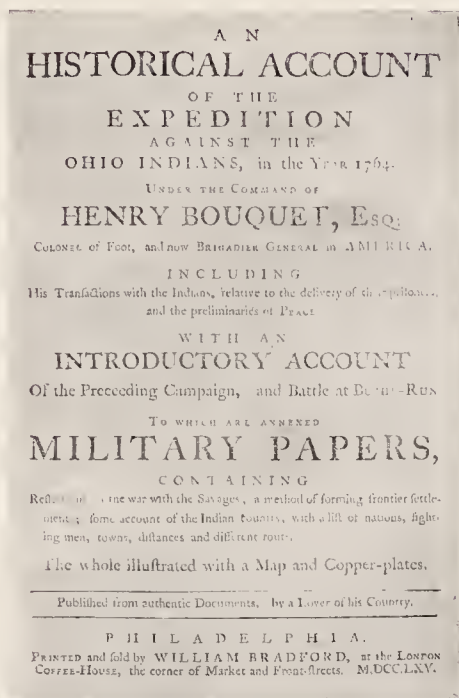 A N
HISTORICAL ACCOUNT
OF THE
EXPEDITION
AGAINST THE
OHIO INDIANS, in the Year 1764.
UNDER THE COMMAND OF
HENRY BOUQUET, Esq;
COLONEL of Foot, and now BRIGADIER GENERAL in AMERICA.
INCLUDING
His Tranſactions with the Indians, relative to the delivery of
and the preliminaries of PEACE
WITH AN
INTRODUCTORY ACCOUNT
Of the Preceeding Campaign, and Battle at
TO WHICH ARE ANNEXED
MILITARY PAPERS,
CONTAINING
the war with the Savages; a method of forming frontier ſettle-
ments; ſome account of the Indian country, with a liſt of nations, fight-
ing men, towns, diſtances and different
The whole illuſtrated with a Map and Copper-plates.
Publiſhed from authentic Documents, by a Lover of his Country.
PHILADELPHIA,
PRINTED and ſold by WILLIAM BRADFORD, at the LONDON
COFFEE-HOUSE, the corner of Market and Front-ſtreets. M,DCC,LXV.